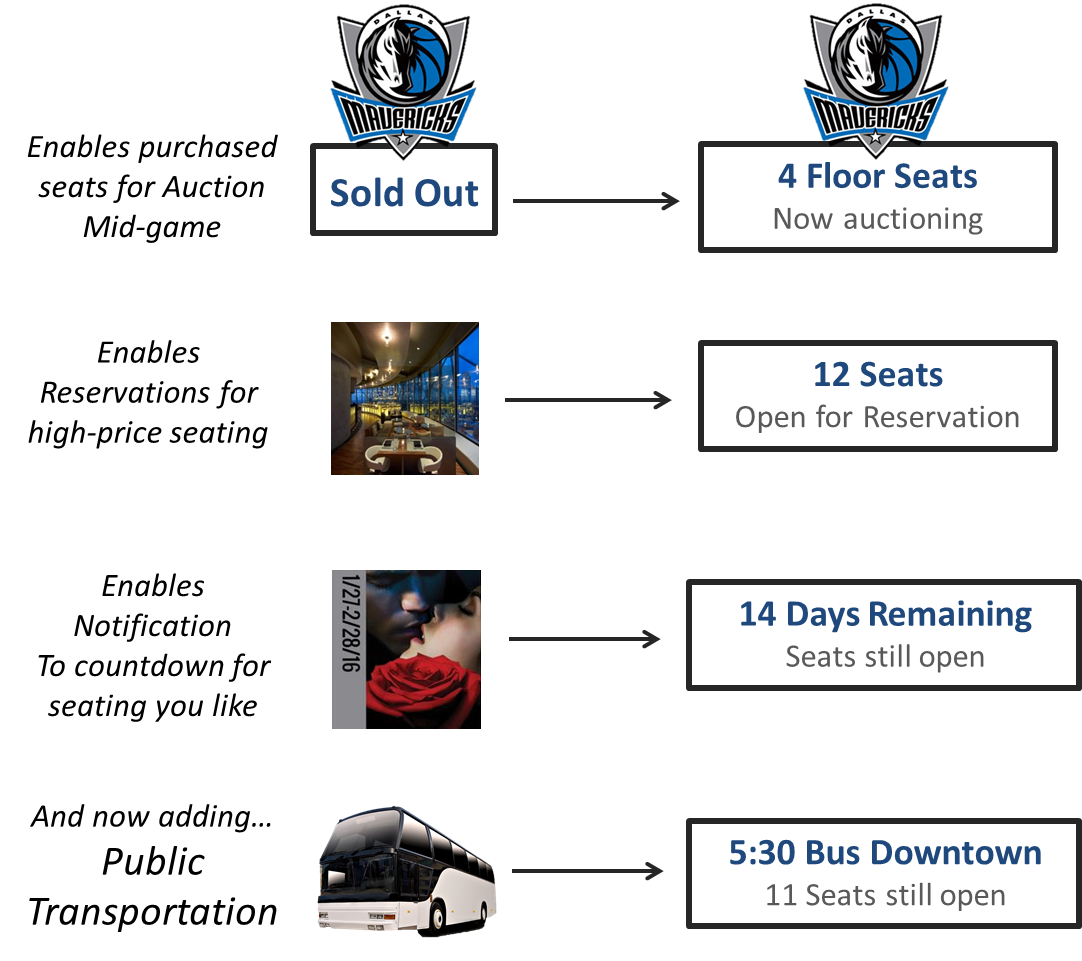 DALLAS
MAVERICKS
DALLAS
MAVERICKS
Enables purchased
seats for Auction
Mid-game
Sold Out
4 Floor Seats
Now auctioning
Enables
Reservations for
high-price seating
12 Seats
Open for Reservation
Enables
Notification
To countdown for
seating you like
1/27-2/28/16
14 Days Remaining
Seats still open
And now adding...
Public
Transportation
5:30 Bus Downtown
11 Seats still open